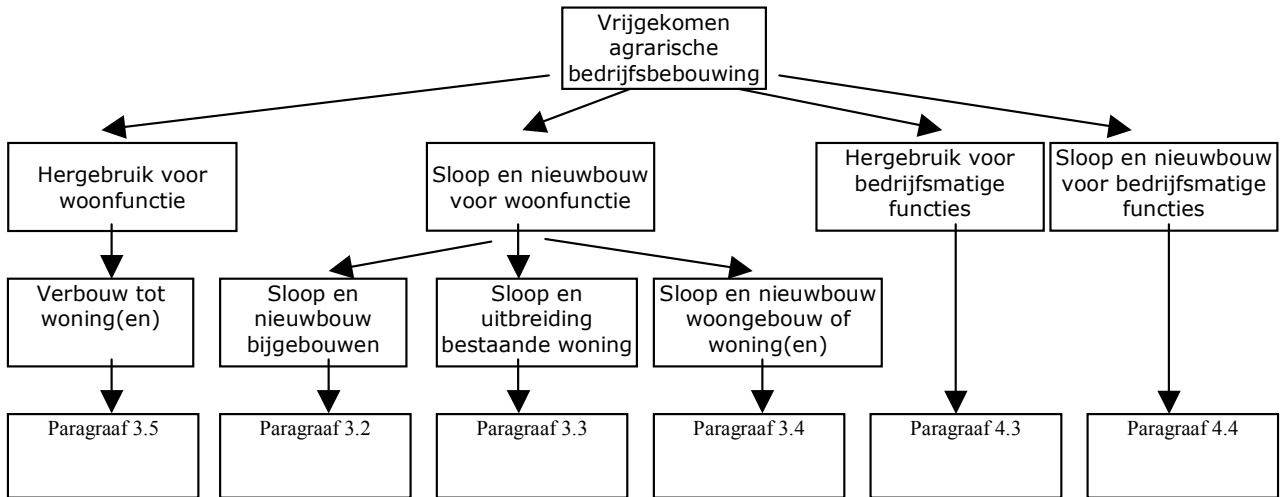 Vrijgekomen
agrarische
bedrijfsbebouwing
Hergebruik voor
woonfunctie
Sloop en nieuwbouw
voor woonfunctie
Hergebruik voor
bedrijfsmatige
functies
Sloop en nieuwbouw
voor bedrijfsmatige
functies
Verbouw tot
woning(en)
Sloop en
nieuwbouw
bijgebouwen
Sloop en
uitbreiding
bestaande woning
Sloop en nieuwbouw
woongebouw of
woning(en)
Paragraaf 3.5
Paragraaf 3.2
Paragraaf 3.3
Paragraaf 3.4
Paragraaf 4.3
Paragraaf 4.4